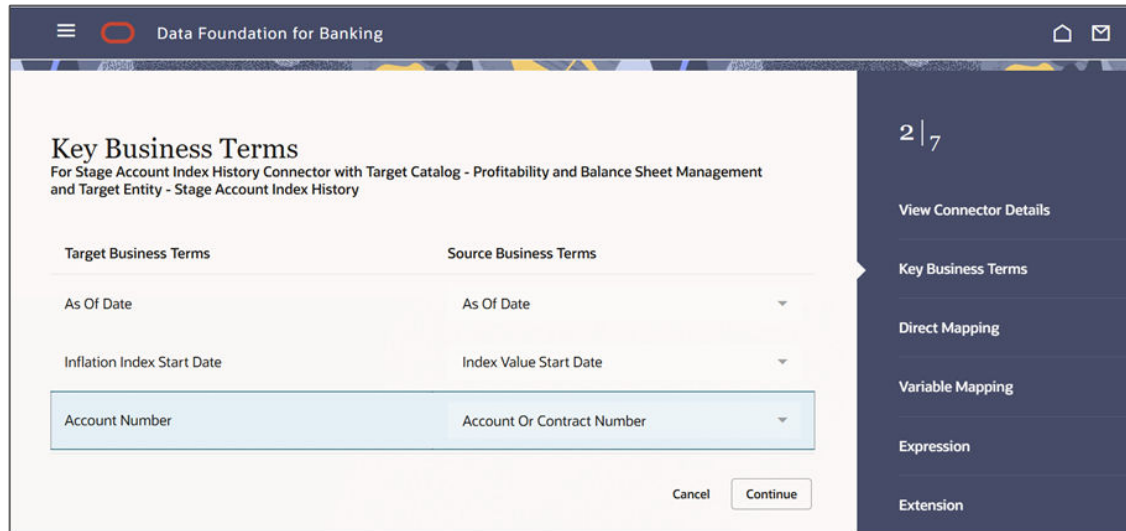 Data Foundation for Banking
Key Business Terms
For Stage Account Index History Connector with Target Catalog - Profitability and Balance Sheet Management
and Target Entity - Stage Account Index History
Target Business Terms
Source Business Terms
As Of Date
As Of Date
Inflation Index Start Date
Index Value Start Date
Account Number
Account Or Contract Number
Cancel
Continue
2|7
View Connector Details
Key Business Terms
Direct Mapping
Variable Mapping
Expression
Extension